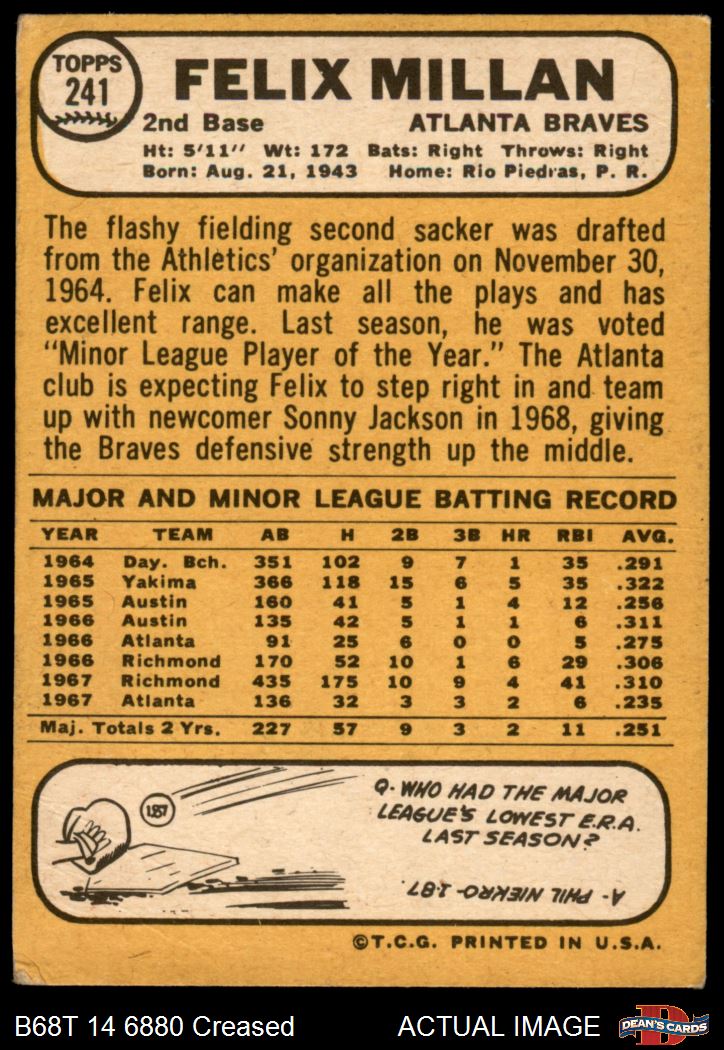 TOPPS
241
FELIX MILLAN
2nd Base ATLANTA BRAVES
Ht: 5'11" Wt: 172 Bats: Right Throws: Right
Born: Aug. 21, 1943 Home: Rio Piedras, P. R.
The flashy fielding second sacker was drafted
from the Athletics' organization on November 30,
1964. Felix can make all the plays and has
excellent range. Last season, he was voted
"Minor League Player of the Year." The Atlanta
club is expecting Felix to step right in and team
up with newcomer Sonny Jackson in 1968, giving
the Braves defensive strength up the middle.
MAJOR AND MINOR LEAGUE BATTING RECORD
YEAR TEAM AB H 2B 3B HR RBI AVG.
1964 Day. Bch. 351 102 9 7 1 35 .291
1965 Yakima 366 118 15 6 5 35 .322
1965 Austin 160 41 5 1 4 12 .256
1966 Austin 135 42 5 1 1 6 .311
1966 Atlanta 91 25 6 0 0 5 .275
1966 Richmond 170 52 10 1 6 29 .306
1967 Richmond 435 175 10 9 4 41 .310
1967 Atlanta 136 32 3 3 2 6 .235
Maj. Totals 2 Yrs. 227 57 9 3 2 11 .251
1.87
Q- WHO HAD THE MAJOR
LEAGUE'S LOWEST E.R.A.
LAST SEASON?
A- PHIL NIEKRO-1.87
©T.C.G. PRINTED IN U.S.A.
B68T 14 6880 Creased ACTUAL IMAGE
D
DEAN'S CARDS